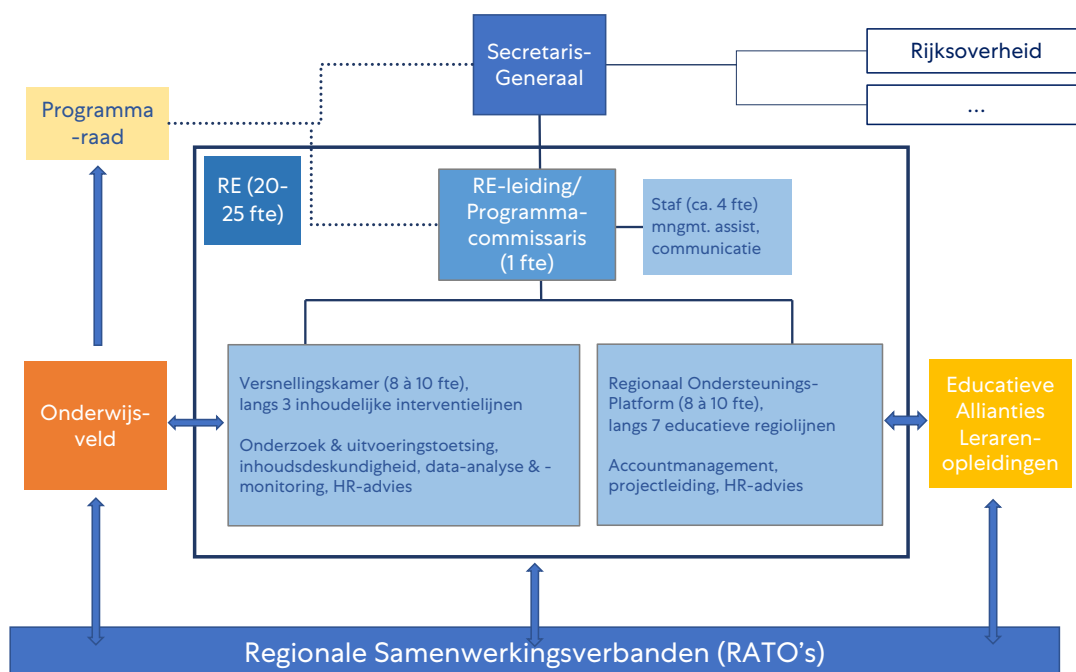 Secretaris-
Generaal
Rijksoverheid
...
Programma
-raad
RE (20-
25 fte)
RE-leiding/
Programma-
commissaris
(1 fte)
Staf (ca. 4 fte)
mngmt. assist,
communicatie
Onderwijs-
veld
Versnellingskamer (8 à 10 fte),
langs 3 inhoudelijke interventielijnen
Onderzoek & uitvoeringstoetsing,
inhoudsdeskundigheid, data-analyse & -
monitoring, HR-advies
Regionaal Ondersteunings-
Platform (8 à 10 fte),
langs 7 educatieve regiolijnen
Accountmanagement,
projectleiding, HR-advies
Educatieve
Allianties
Leraren-
opleidingen
Regionale Samenwerkingsverbanden (RATO's)